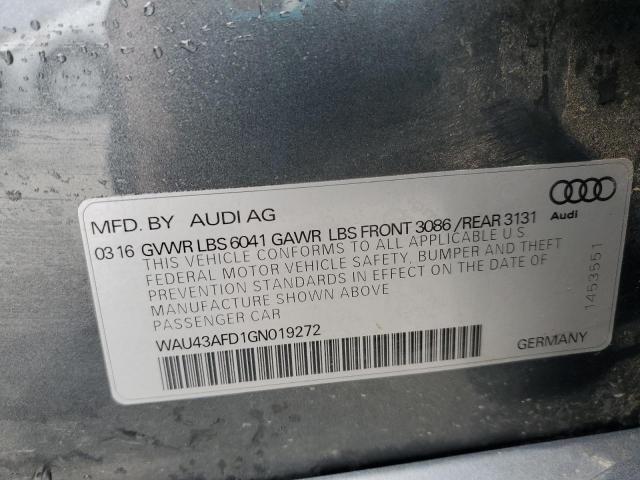 MFD. BY AUDI AG
03 16 GVWR LBS 6041 GAWR LBS FRONT 3086 /REAR 3131
THIS VEHICLE CONFORMS TO ALL APPLICABLE U.S.
FEDERAL MOTOR VEHICLE SAFETY, BUMPER AND THEFT
PREVENTION STANDARDS IN EFFECT ON THE DATE OF
MANUFACTURE SHOWN ABOVE
PASSENGER CAR
WAU43AFD1GN019272
GERMANY
Audi
1453551